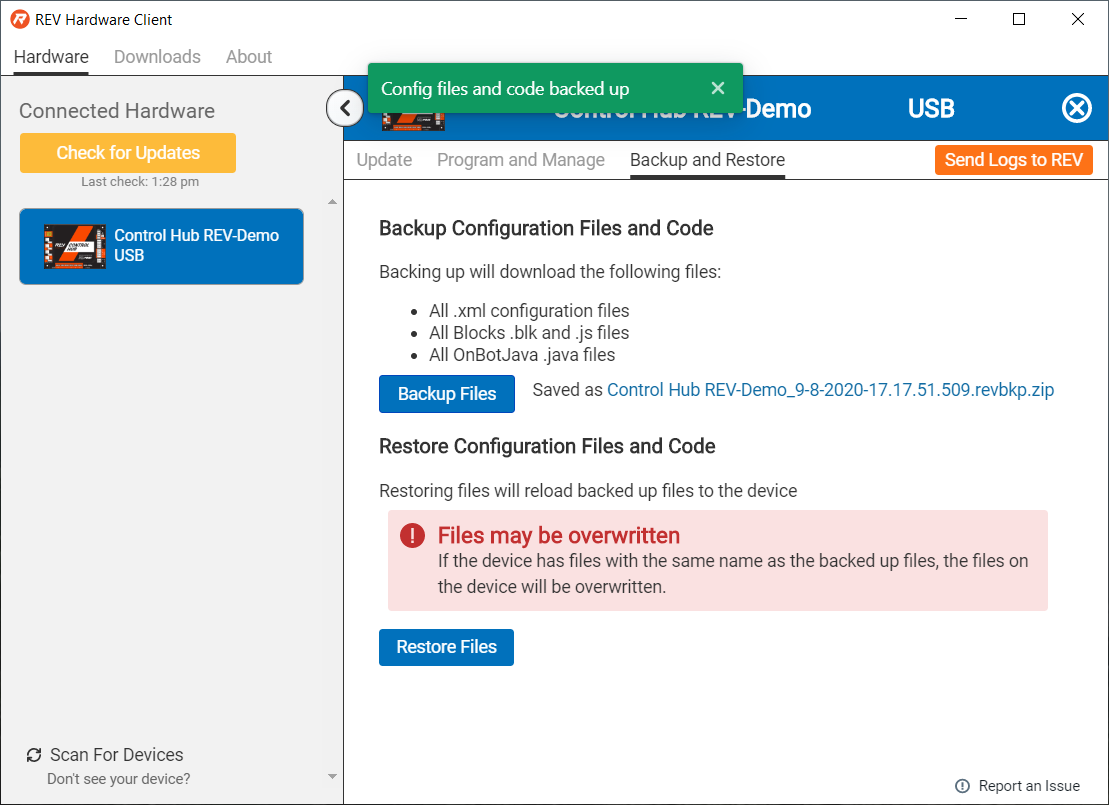 REV Hardware Client
Hardware Downloads About
Config files and code backed up
Connected Hardware
Check for Updates
Last check: 1:28 pm
REV CONTROL HUB
Control Hub REV-Demo
USB
Control Hub REV-Demo USB
Update Program and Manage Backup and Restore Send Logs to REV
Backup Configuration Files and Code
Backing up will download the following files:
All .xml configuration files
All Blocks .blk and .js files
All OnBotJava .java files
Backup Files Saved as Control Hub REV-Demo_9-8-2020-17.17.51.509.revbkp.zip
Restore Configuration Files and Code
Restoring files will reload backed up files to the device
Files may be overwritten
If the device has files with the same name as the backed up files, the files on
the device will be overwritten.
Restore Files
Scan For Devices
Don't see your device?
Report an Issue